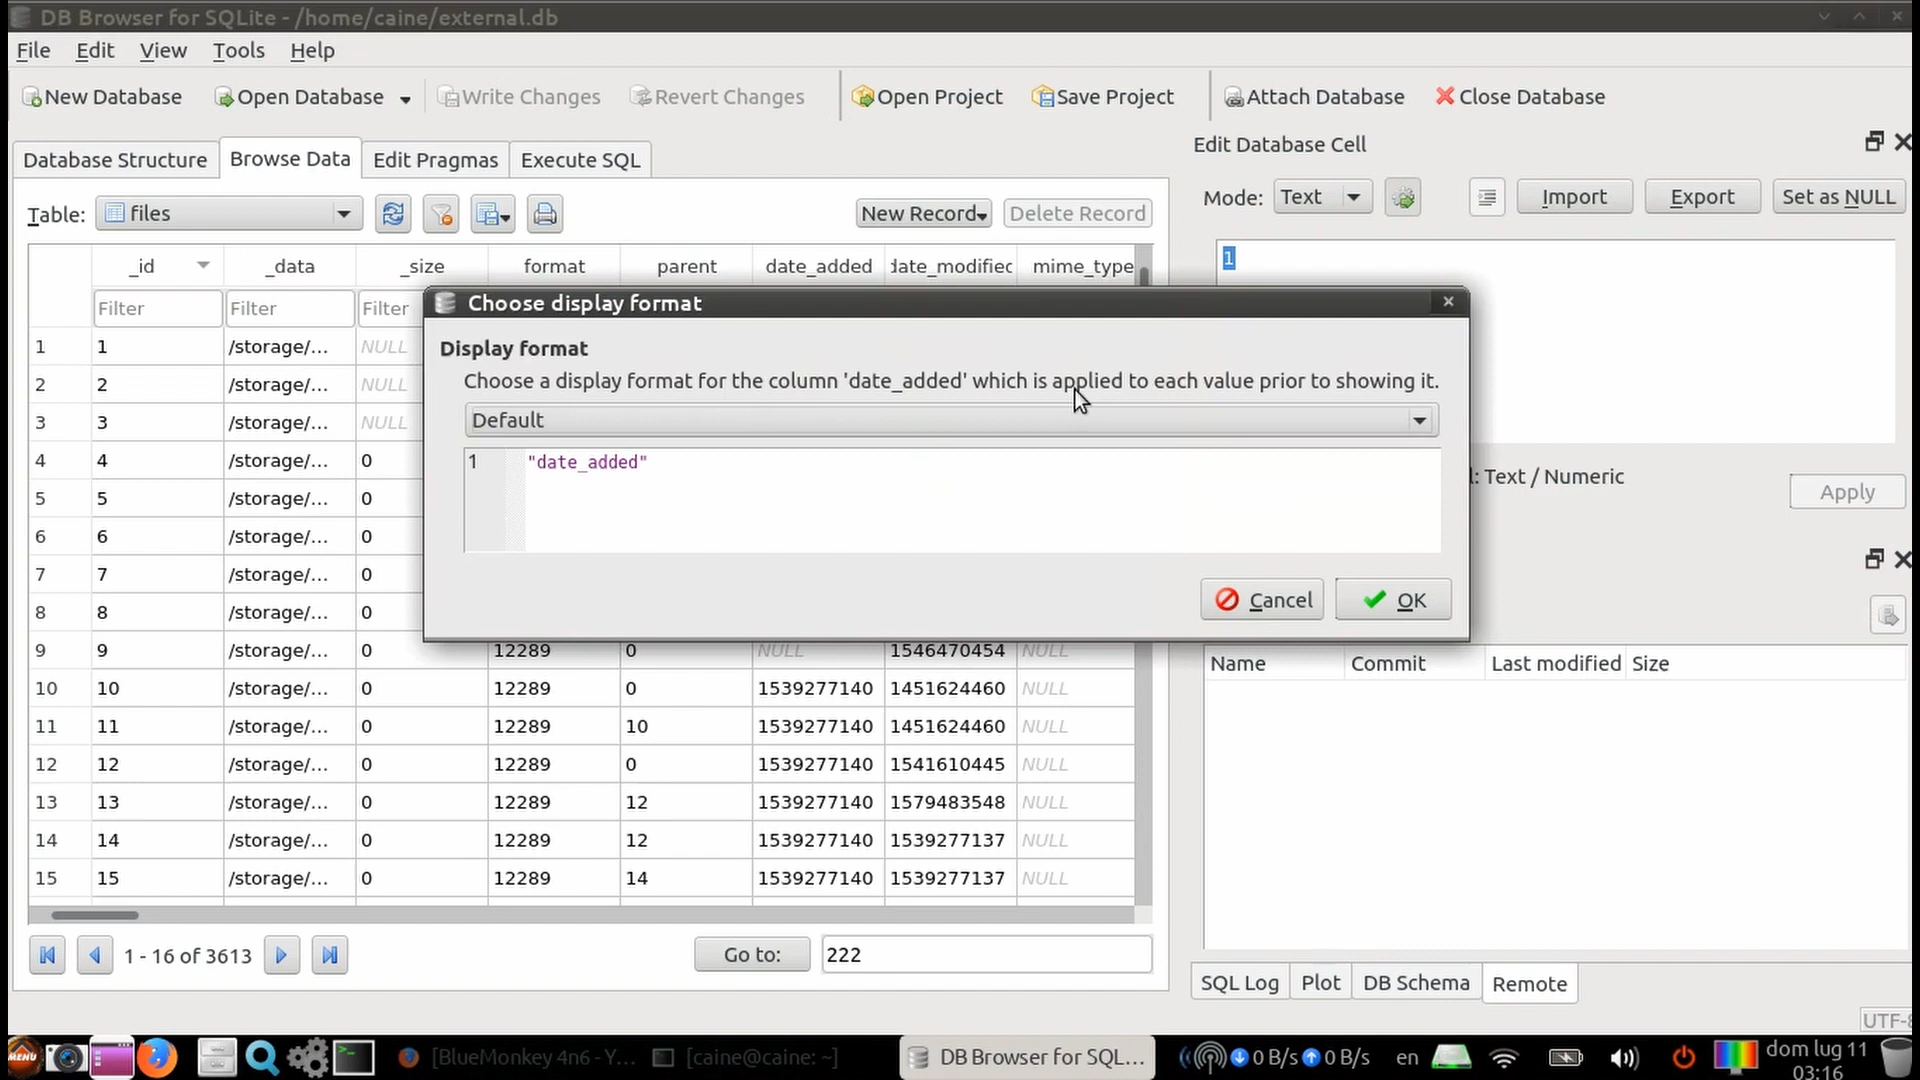 DB Browser for SQLite - /home/caine/external.db
File Edit View Tools Help
New Database Open Database Write Changes Revert Changes Open Project Save Project Attach Database Close Database
Database Structure Browse Data Edit Pragmas Execute SQL
Table: files New Record Delete Record
_id _data _size format parent date_added date_modified mime_type
Filter Filter Filter
1 1 /storage/... NULL
2 2 /storage/... NULL
3 3 /storage/... NULL
4 4 /storage/... 0
5 5 /storage/... 0
6 6 /storage/... 0
7 7 /storage/... 0
8 8 /storage/... 0
9 9 /storage/... 0 12289 0 NULL 1546470454 NULL
10 10 /storage/... 0 12289 0 1539277140 1451624460 NULL
11 11 /storage/... 0 12289 10 1539277140 1451624460 NULL
12 12 /storage/... 0 12289 0 1539277140 1541610445 NULL
13 13 /storage/... 0 12289 12 1539277140 1579483548 NULL
14 14 /storage/... 0 12289 12 1539277140 1539277137 NULL
15 15 /storage/... 0 12289 14 1539277140 1539277137 NULL
1 - 16 of 3613 Go to: 222
Choose display format
Display format
Choose a display format for the column 'date_added' which is applied to each value prior to showing it.
Default
1 "date_added"
Cancel OK
Edit Database Cell
Mode: Text Import Export Set as NULL
1
l: Text / Numeric
Apply
Name Commit Last modified Size
SQL Log Plot DB Schema Remote
UTF-8
MENU [BlueMonkey 4n6 - Y... [caine@caine: ~] DB Browser for SQL... 0 B/s 0 B/s en dom lug 11
03:16